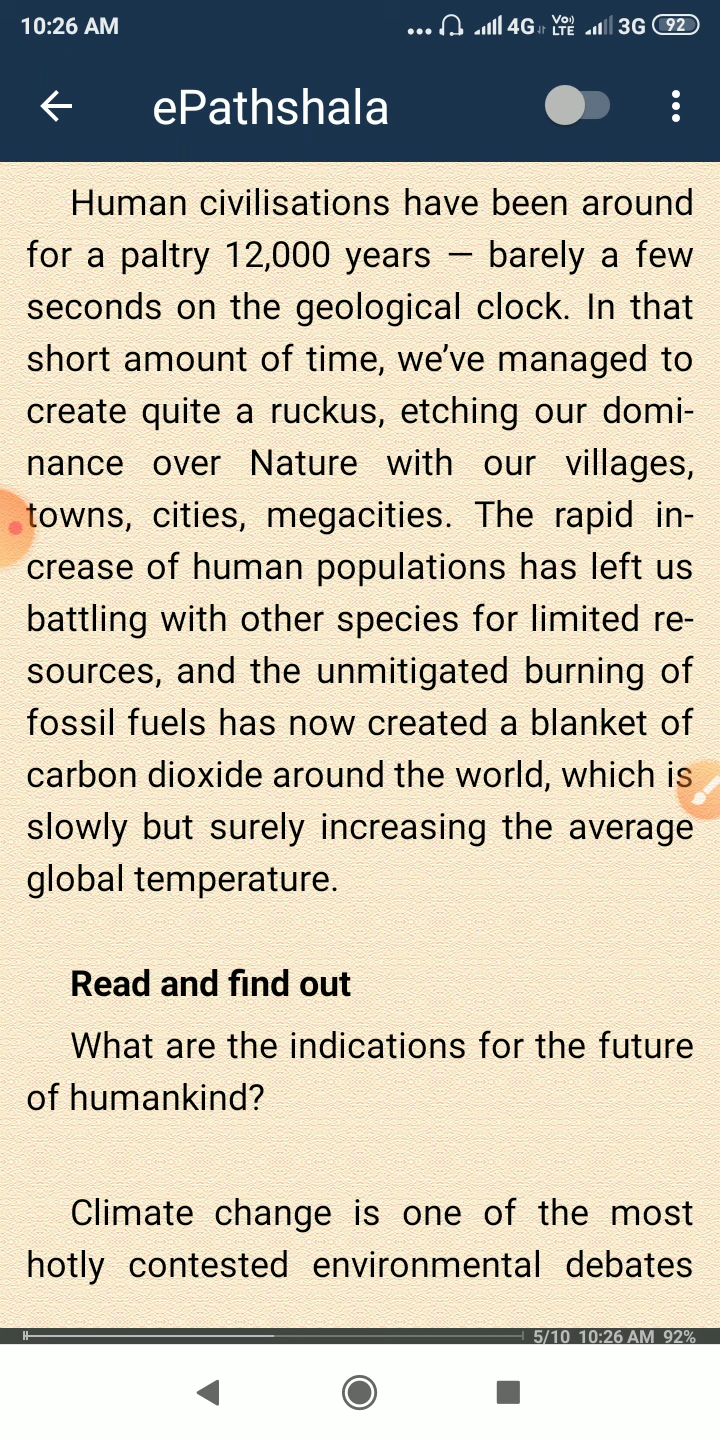 10:26 AM ... 4G Vo) LTE 3G 92
ePathshala
Human civilisations have been around
for a paltry 12,000 years — barely a few
seconds on the geological clock. In that
short amount of time, we’ve managed to
create quite a ruckus, etching our domi-
nance over Nature with our villages,
towns, cities, megacities. The rapid in-
crease of human populations has left us
battling with other species for limited re-
sources, and the unmitigated burning of
fossil fuels has now created a blanket of
carbon dioxide around the world, which is
slowly but surely increasing the average
global temperature.
Read and find out
What are the indications for the future
of humankind?
Climate change is one of the most
hotly contested environmental debates
5/10 10:26 AM 92%